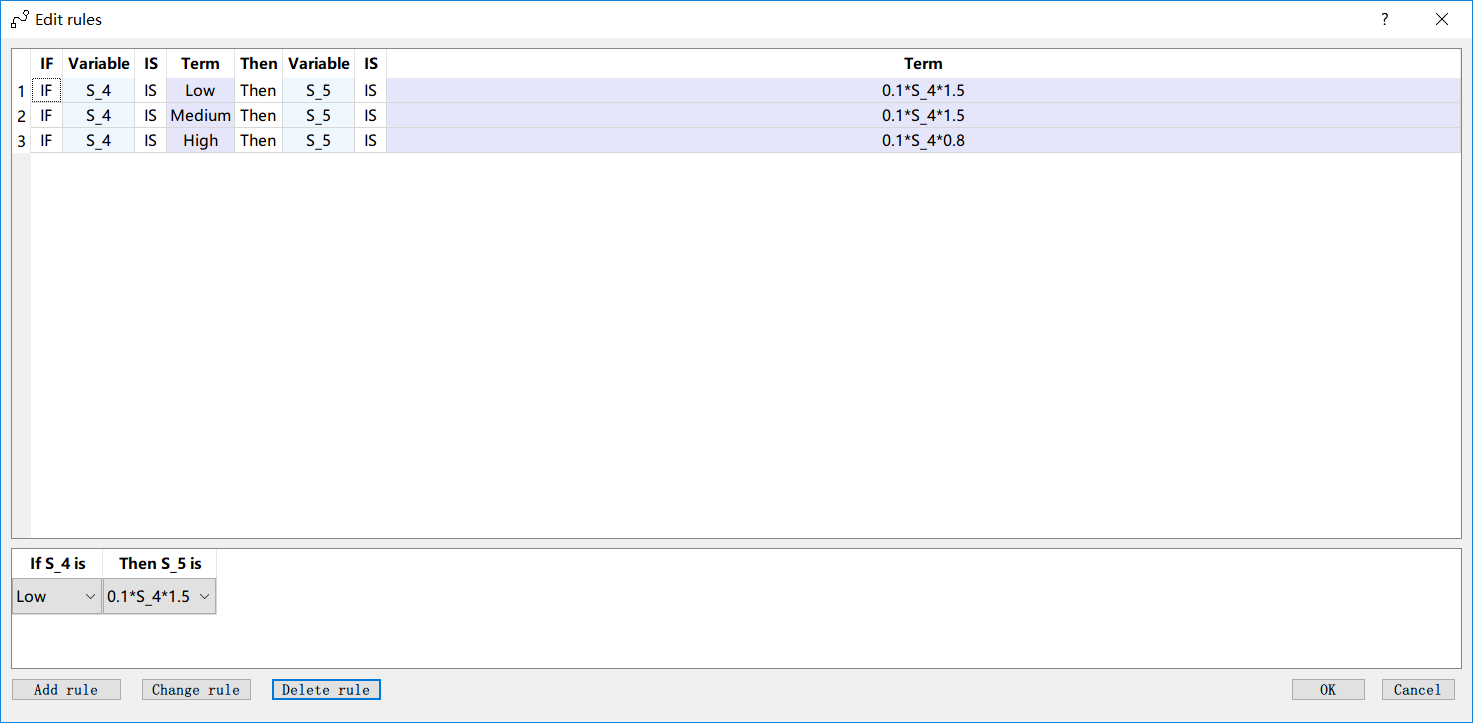 Edit rules
?
IF Variable IS Term Then Variable IS Term
1 IF S_4 IS Low Then S_5 IS 0.1*S_4*1.5
2 IF S_4 IS Medium Then S_5 IS 0.1*S_4*1.5
3 IF S_4 IS High Then S_5 IS 0.1*S_4*0.8
If S_4 is Then S_5 is
Low 0.1*S_4*1.5
Add rule Change rule Delete rule OK Cancel